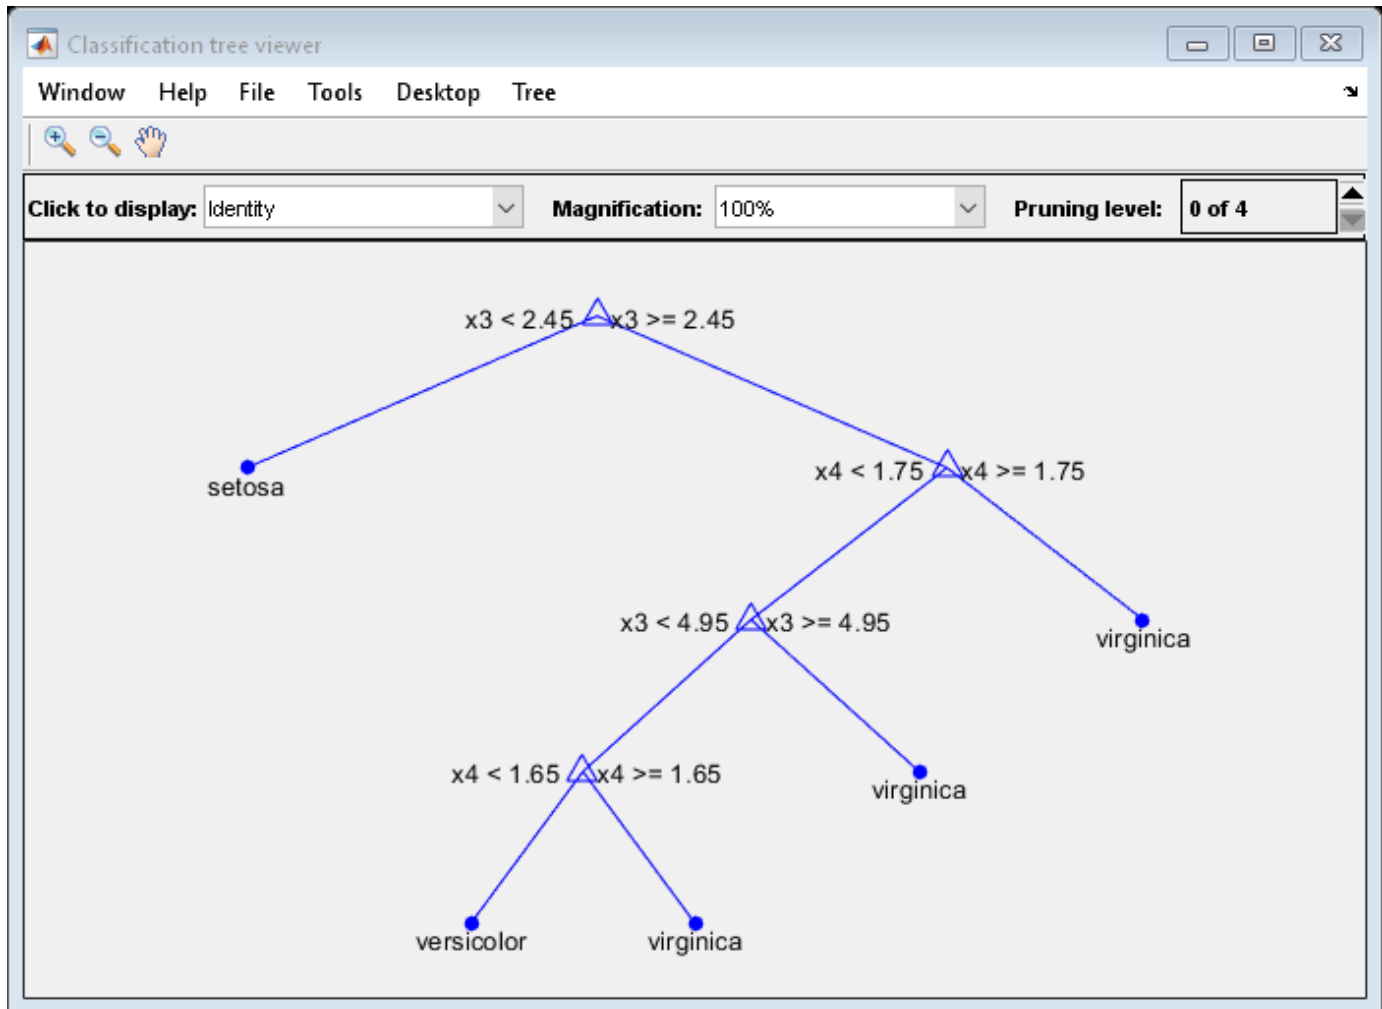 Classification tree viewer
Window Help File Tools Desktop Tree
Click to display: Identity Magnification: 100% Pruning level: 0 of 4
x3 < 2.45 x3 >= 2.45
setosa
x4 < 1.75 x4 >= 1.75
x3 < 4.95 x3 >= 4.95
virginica
x4 < 1.65 x4 >= 1.65
virginica
versicolor virginica